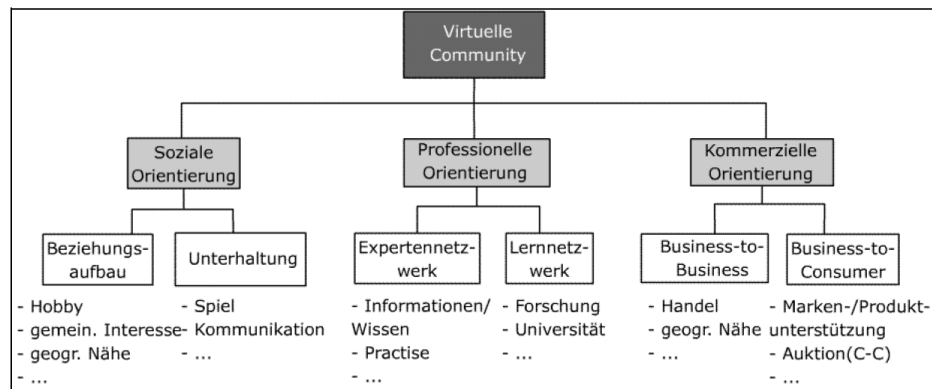 Virtuelle
Community
Soziale
Orientierung
Professionelle
Orientierung
Kommerzielle
Orientierung
Beziehungs-
aufbau
Unterhaltung
Expertennetz-
werk
Lernnetz-
werk
Business-to-
Business
Business-to-
Consumer
- Hobby
- gemein. Interesse
- geogr. Nähe
- ...
- Spiel
- Kommunikation
- ...
- Informationen/
Wissen
- Practise
- ...
- Forschung
- Universität
- ...
- Handel
- geogr. Nähe
- ...
- Marken-/Produkt-
unterstützung
- Auktion(C-C)
- ...